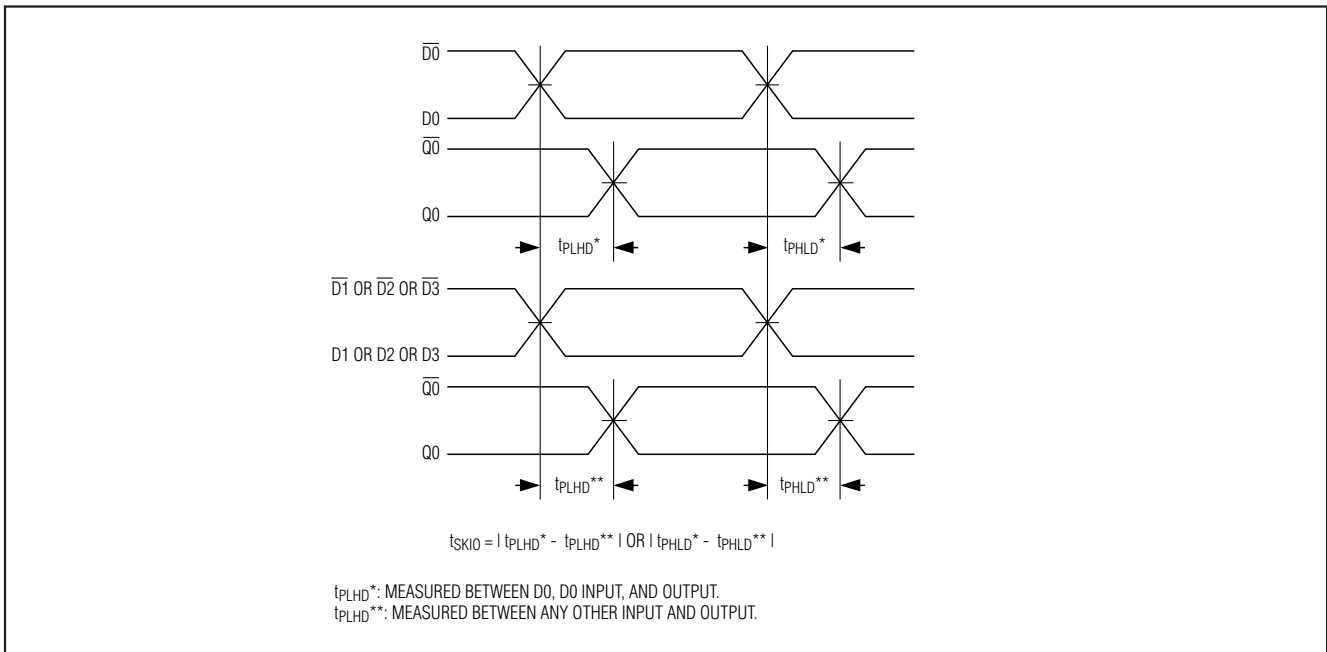 D̅0̅
D0
Q̅0̅
Q0
tPLHD* tPHLD*
D̅1̅ OR D̅2̅ OR D̅3̅
D1 OR D2 OR D3
Q̅0̅
Q0
tPLHD** tPHLD**
tSKIO = | tPLHD* - tPLHD** | OR | tPHLD* - tPHLD** |
tPLHD*: MEASURED BETWEEN D0, D0 INPUT, AND OUTPUT.
tPLHD**: MEASURED BETWEEN ANY OTHER INPUT AND OUTPUT.